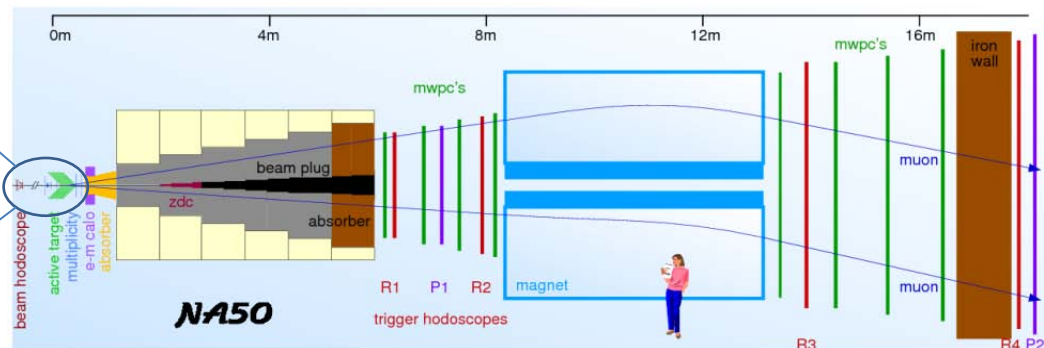 0m 4m 8m 12m 16m
mwpc's
mwpc's
iron
wall
beam plug
zdc
absorber
muon
muon
beam hodoscope
active target
multiplicity
e-m calo
absorber
R1 P1 R2
magnet
trigger hodoscopes
NA50
R3
R4 P2